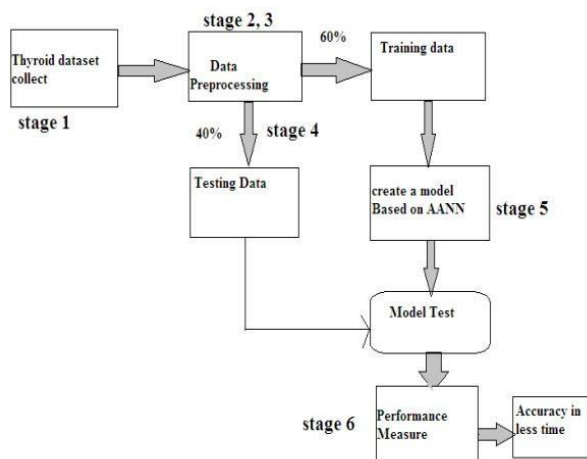 stage 2, 3
60%
Thyroid dataset
collect
Data
Preprocessing
Training data
stage 1
40%
stage 4
Testing Data
create a model
Based on AANN
stage 5
Model Test
stage 6
Performance
Measure
Accuracy in
less time